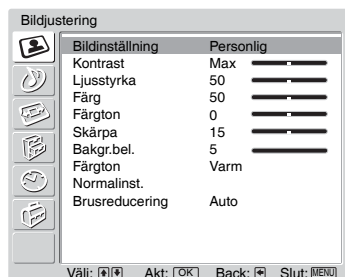 Bildjustering
Bildinställning Personlig
Kontrast Max
Ljusstyrka 50
Färg 50
Färgton 0
Skärpa 15
Bakgr.bel. 5
Färgton Varm
Normalinst.
Brusreducering Auto
Välj: Akt: OK Back: Slut: MENU